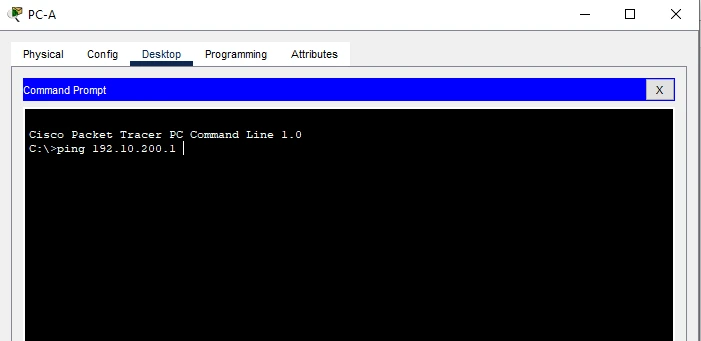 PC-A
Physical Config Desktop Programming Attributes
Command Prompt X
Cisco Packet Tracer PC Command Line 1.0
C:\>ping 192.10.200.1